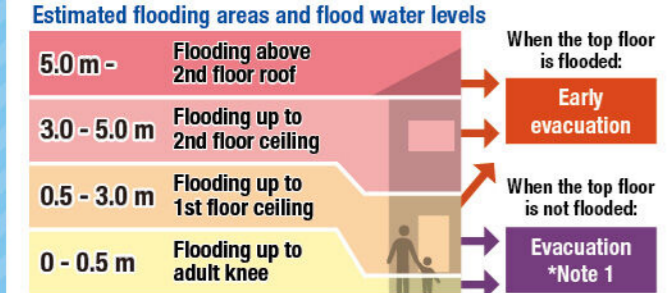 Estimated flooding areas and flood water levels
5.0 m -
Flooding above
2nd floor roof
3.0 - 5.0 m
Flooding up to
2nd floor ceiling
0.5 - 3.0 m
Flooding up to
1st floor ceiling
0 - 0.5 m
Flooding up to
adult knee
When the top floor
is flooded:
Early
evacuation
When the top floor
is not flooded:
Evacuation
*Note 1